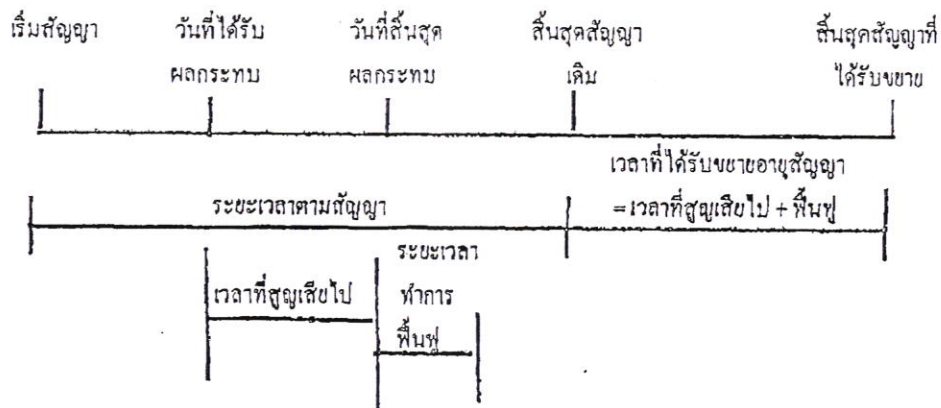 เริ่มสัญญา วันที่ได้รับ วันที่สิ้นสุด สิ้นสุดสัญญา สิ้นสุดสัญญาที่
ผลกระทบ ผลกระทบ เดิม ได้รับขยาย
เวลาที่ได้รับขยายอายุสัญญา
ระยะเวลาตามสัญญา =เวลาที่สูญเสียไป + ฟื้นฟู
ระยะเวลา
เวลาที่สูญเสียไป ทำการ
ฟื้นฟู